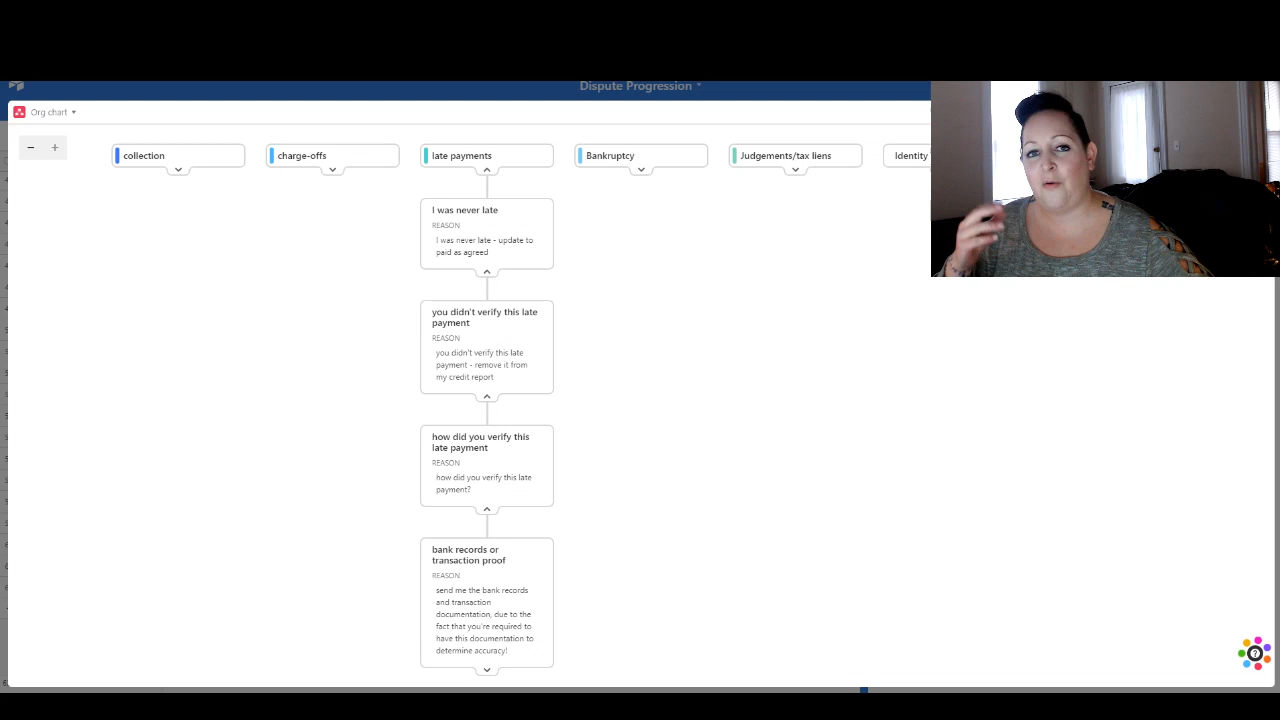 Dispute Progression
Org chart
collection
charge-offs
late payments
Bankruptcy
Judgements/tax liens
Identity
I was never late
REASON
I was never late - update to
paid as agreed
you didn't verify this late
payment
REASON
you didn't verify this late
payment - remove it from
my credit report
how did you verify this
late payment
REASON
how did you verify this late
payment?
bank records or
transaction proof
REASON
send me the bank records
and transaction
documentation, due to the
fact that you're required to
have this documentation to
determine accuracy!